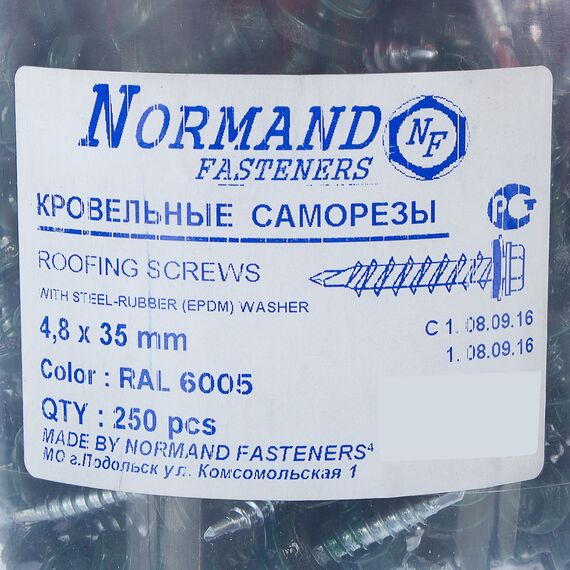 NORMAND
NF
FASTENERS
КРОВЕЛЬНЫЕ САМОРЕЗЫ
РСТ
ROOFING SCREWS
WITH STEEL-RUBBER (EPDM) WASHER
4,8 x 35 mm
С 1. 08.09.16
Color : RAL 6005
1. 08.09.16
QTY : 250 pcs
MADE BY NORMAND FASTENERS⁴
МО г.Подольск ул. Комсомольская 1